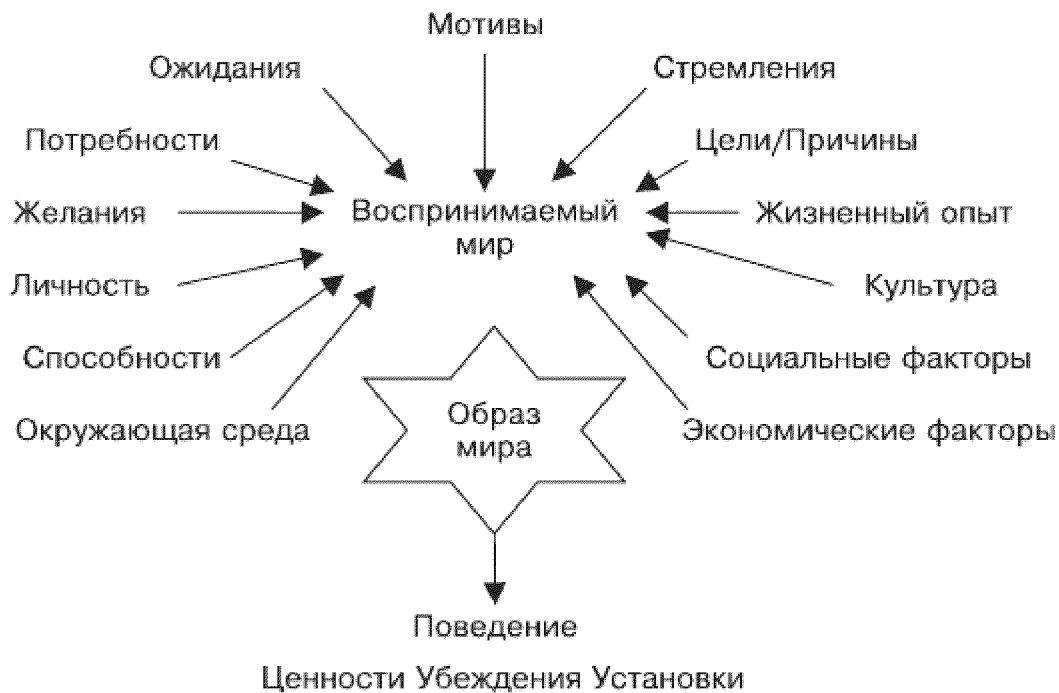 Мотивы
Ожидания
Стремления
Потребности
Цели/Причины
Желания
Воспринимаемый
мир
Жизненный опыт
Личность
Культура
Способности
Социальные факторы
Окружающая среда
Образ
мира
Экономические факторы
Поведение
Ценности Убеждения Установки